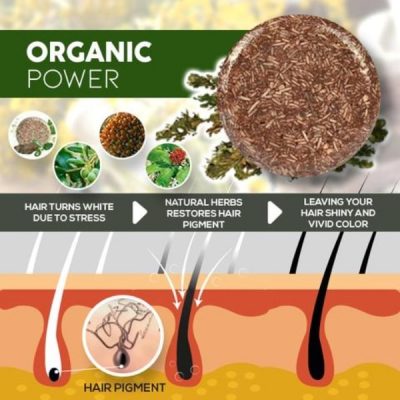 ORGANIC
POWER
HAIR TURNS WHITE
DUE TO STRESS
NATURAL HERBS
RESTORES HAIR
PIGMENT
LEAVING YOUR
HAIR SHINY AND
VIVID COLOR
HAIR PIGMENT